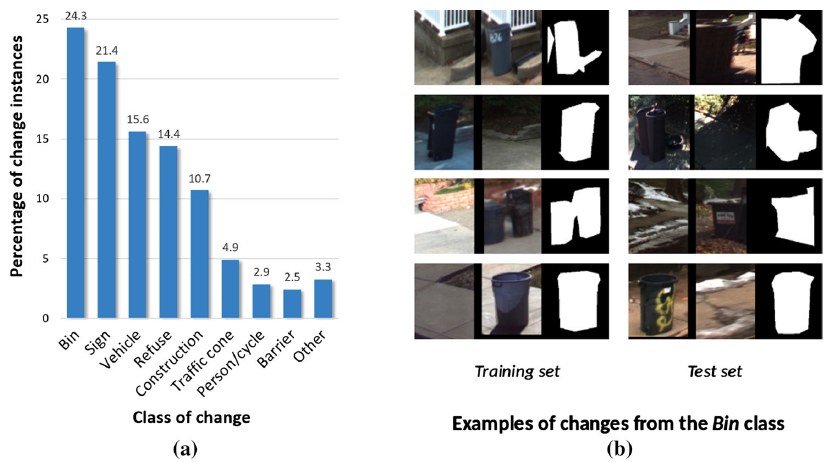 Percentage of change instances
25
20
15
10
5
0
24.3
21.4
15.6
14.4
10.7
4.9
2.9
2.5
3.3
Bin
Sign
Vehicle
Refuse
Construction
Traffic cone
Person/cycle
Barrier
Other
Class of change
(a)
626
Training set
Test set
Examples of changes from the Bin class
(b)